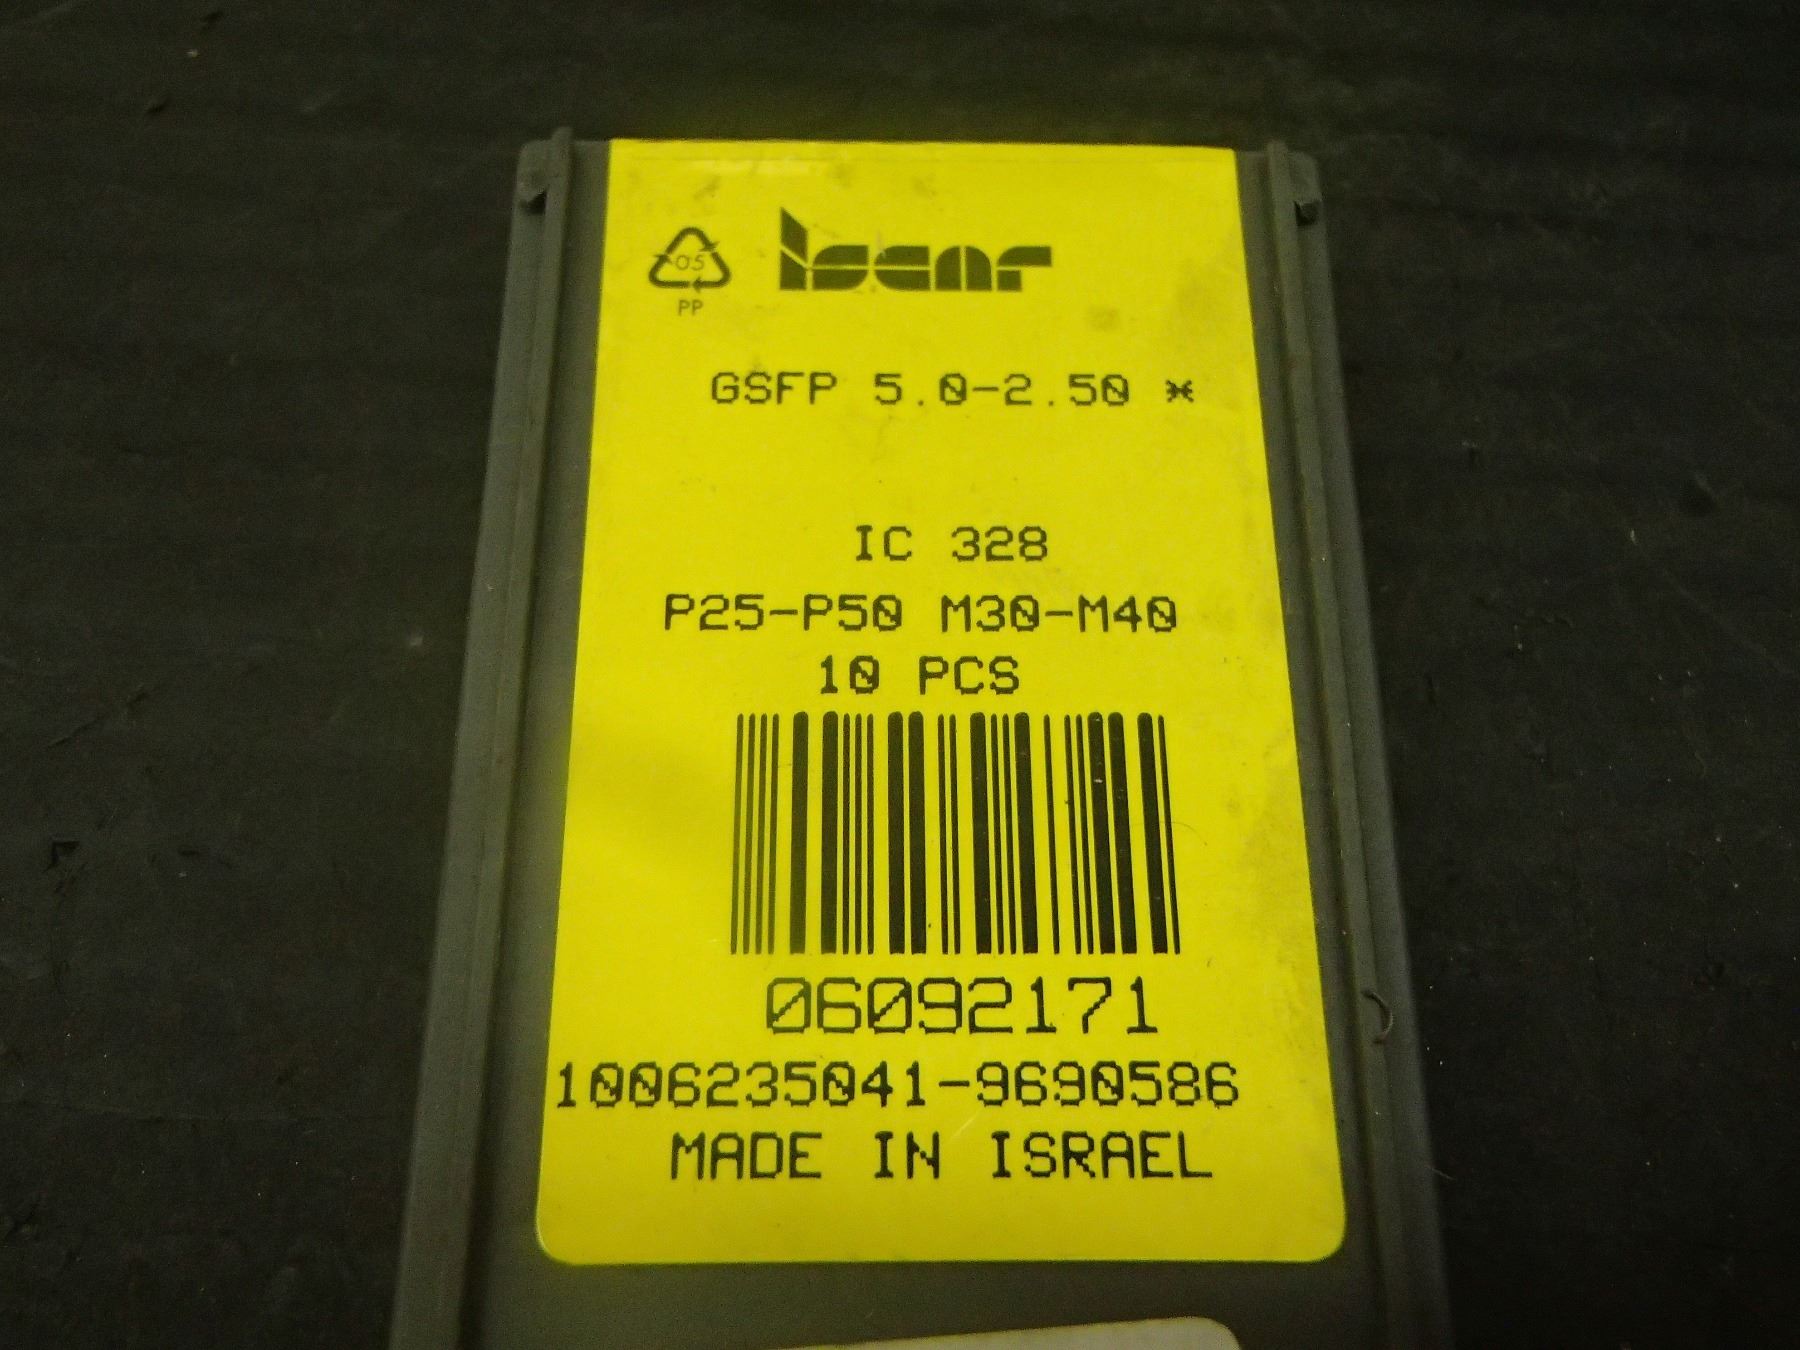 05
PP
ISCAR
GSFP 5.0-2.50 *
IC 328
P25-P50 M30-M40
10 PCS
06092171
1006235041-9690586
MADE IN ISRAEL